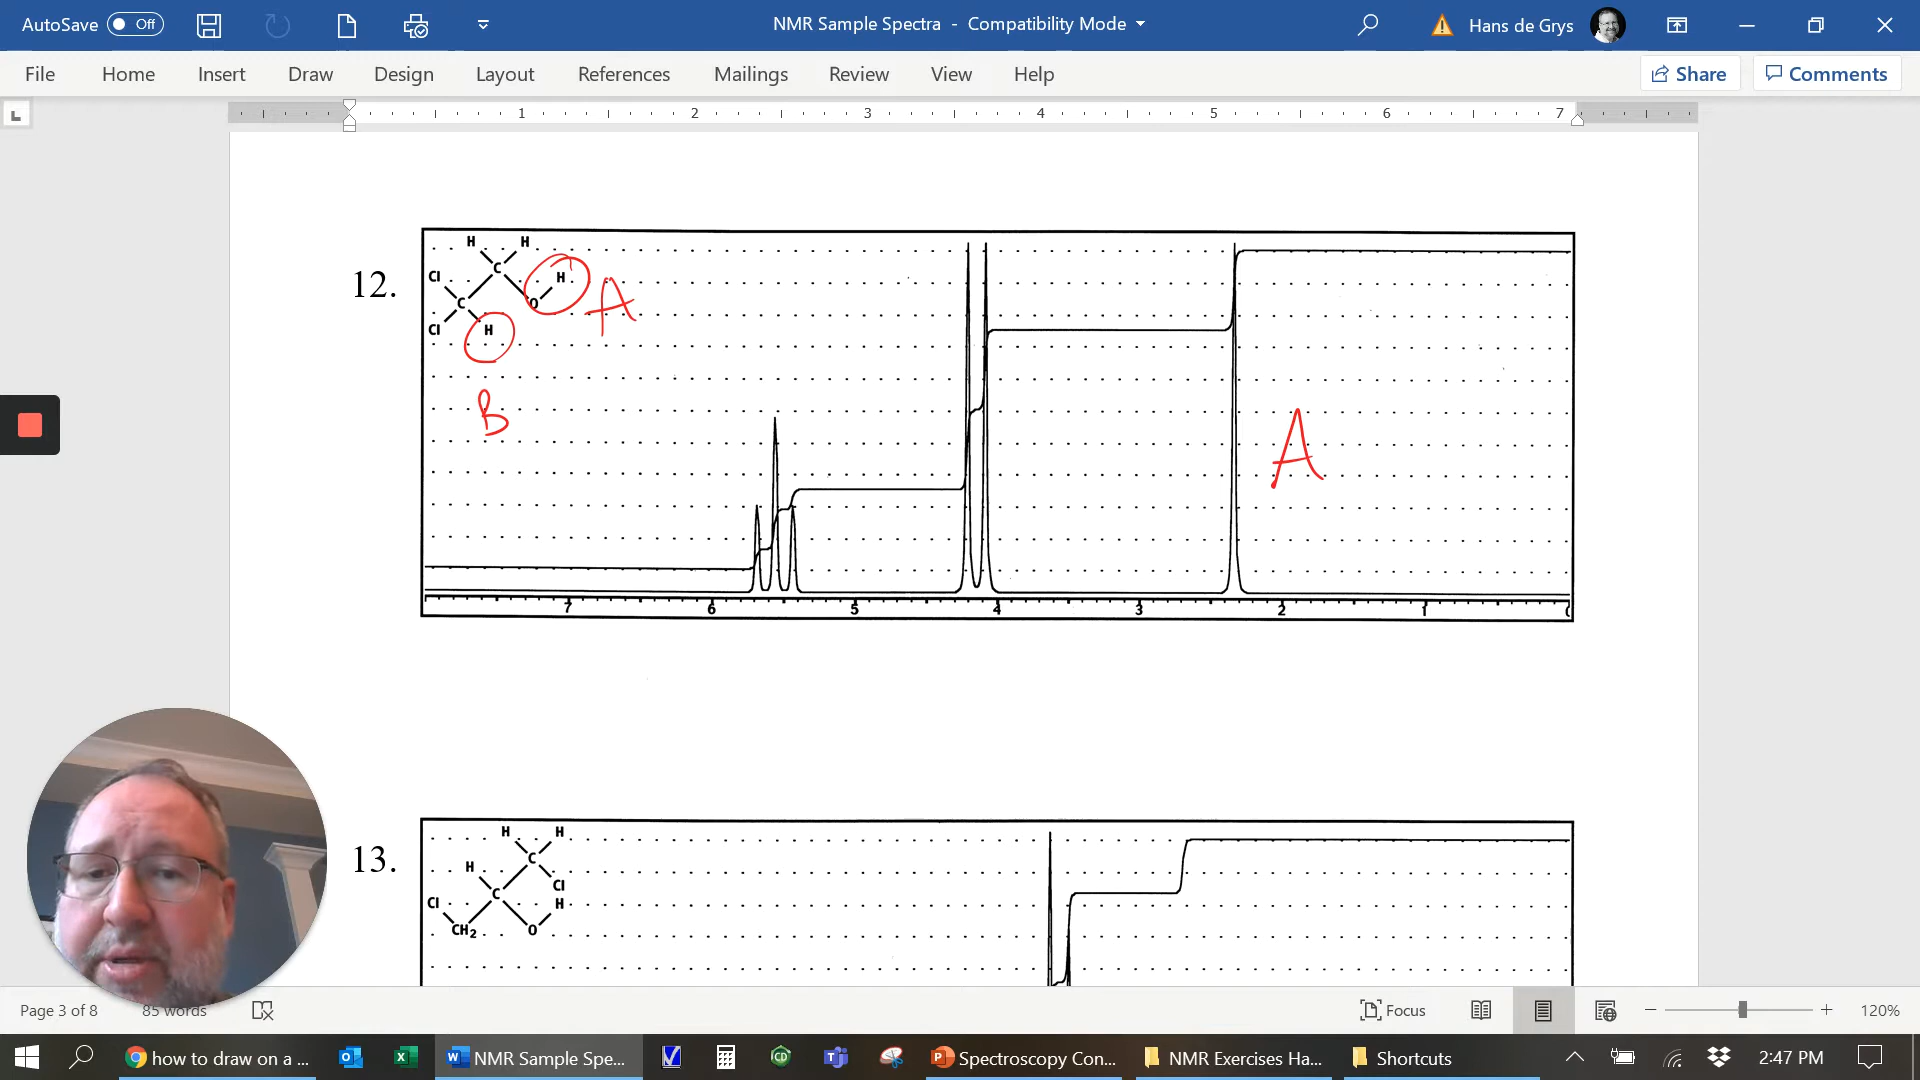 AutoSave Off NMR Sample Spectra - Compatibility Mode Hans de Grys
File Home Insert Draw Design Layout References Mailings Review View Help Share Comments
1 2 3 4 5 6 7
12.
H H
C
Cl H A
C O
Cl H
B
A
7 6 5 4 3 2 1 0
13.
H H
C
H
Cl
C
Cl H
CH2 O
Page 3 of 8 85 words Focus 120%
how to draw on a ... NMR Sample Spe... Spectroscopy Con... NMR Exercises Ha... Shortcuts 2:47 PM